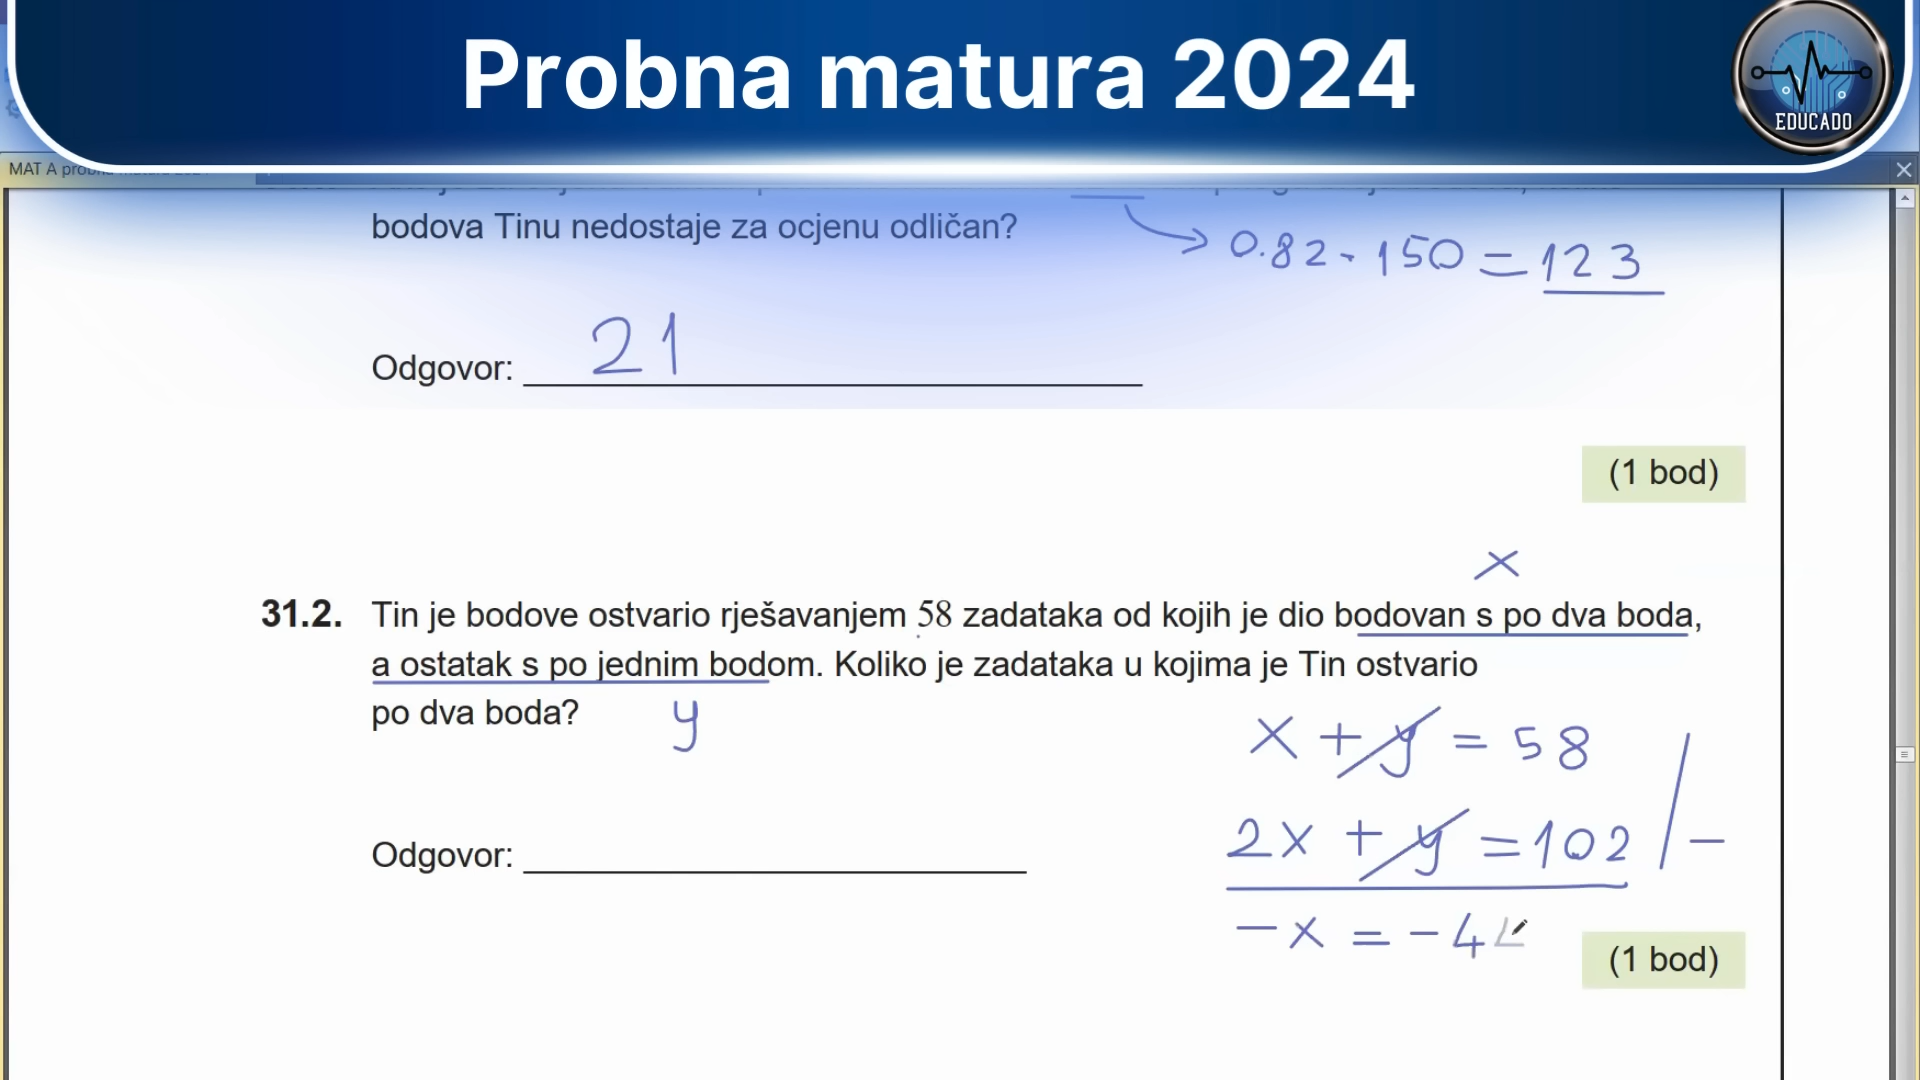 Probna matura 2024
EDUCADO
MAT A
bodova Tinu nedostaje za ocjenu odličan?
0.82 · 150 = 123
Odgovor: 21
(1 bod)
x
31.2. Tin je bodove ostvario rješavanjem 58 zadataka od kojih je dio bodovan s po dva boda,
a ostatak s po jednim bodom. Koliko je zadataka u kojima je Tin ostvario
po dva boda?
y
x + y = 58
2x + y = 102 / -
Odgovor:
-x = -44
(1 bod)